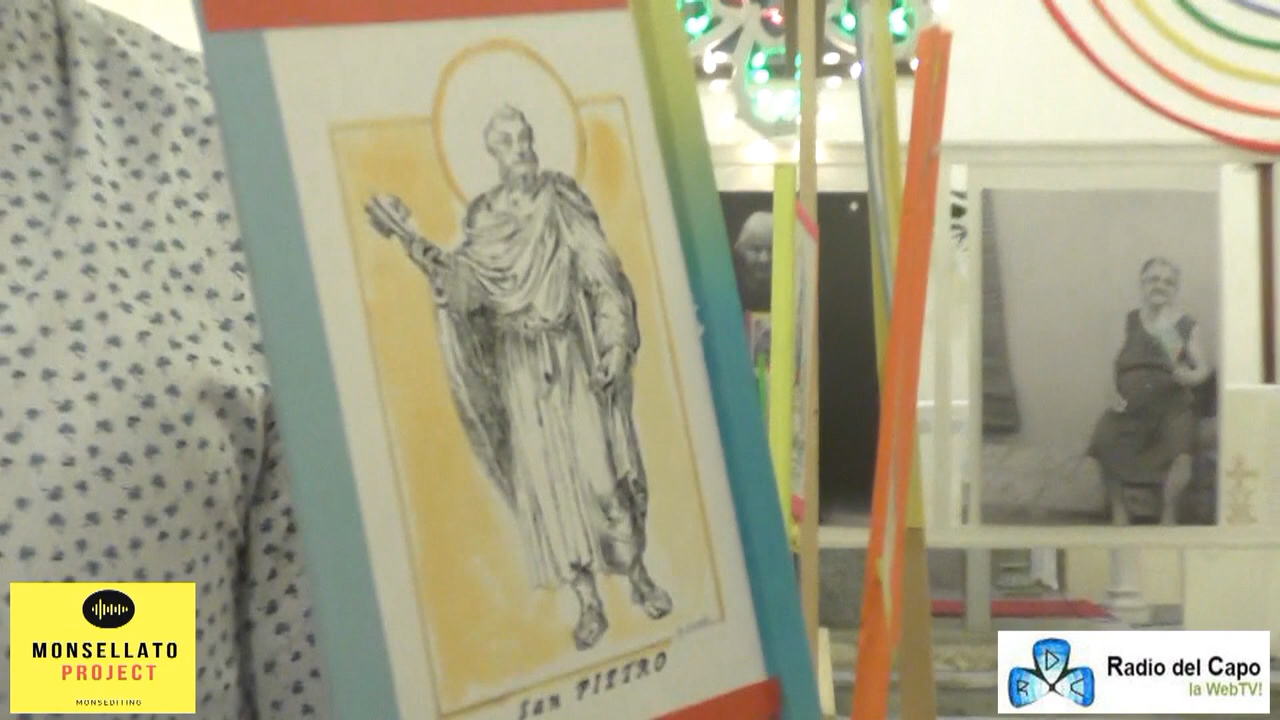 San PIETRO
MONSELLATO
PROJECT
MONSEDITING
R D C
Radio del Capo
la WebTV!